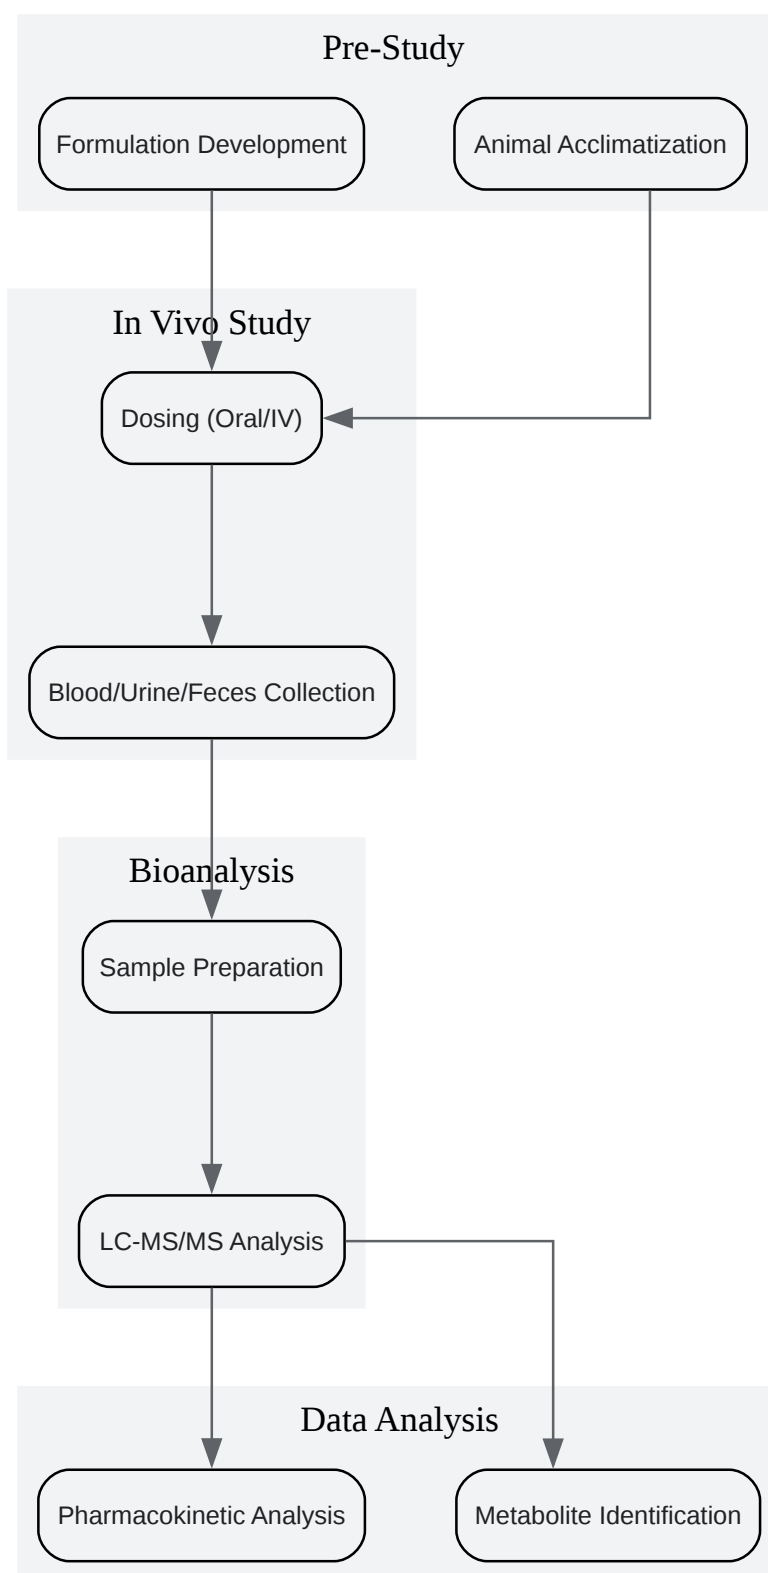 Pre-Study
Formulation Development
Animal Acclimatization
In Vivo Study
Dosing (Oral/IV)
Blood/Urine/Feces Collection
Bioanalysis
Sample Preparation
LC-MS/MS Analysis
Data Analysis
Pharmacokinetic Analysis
Metabolite Identification